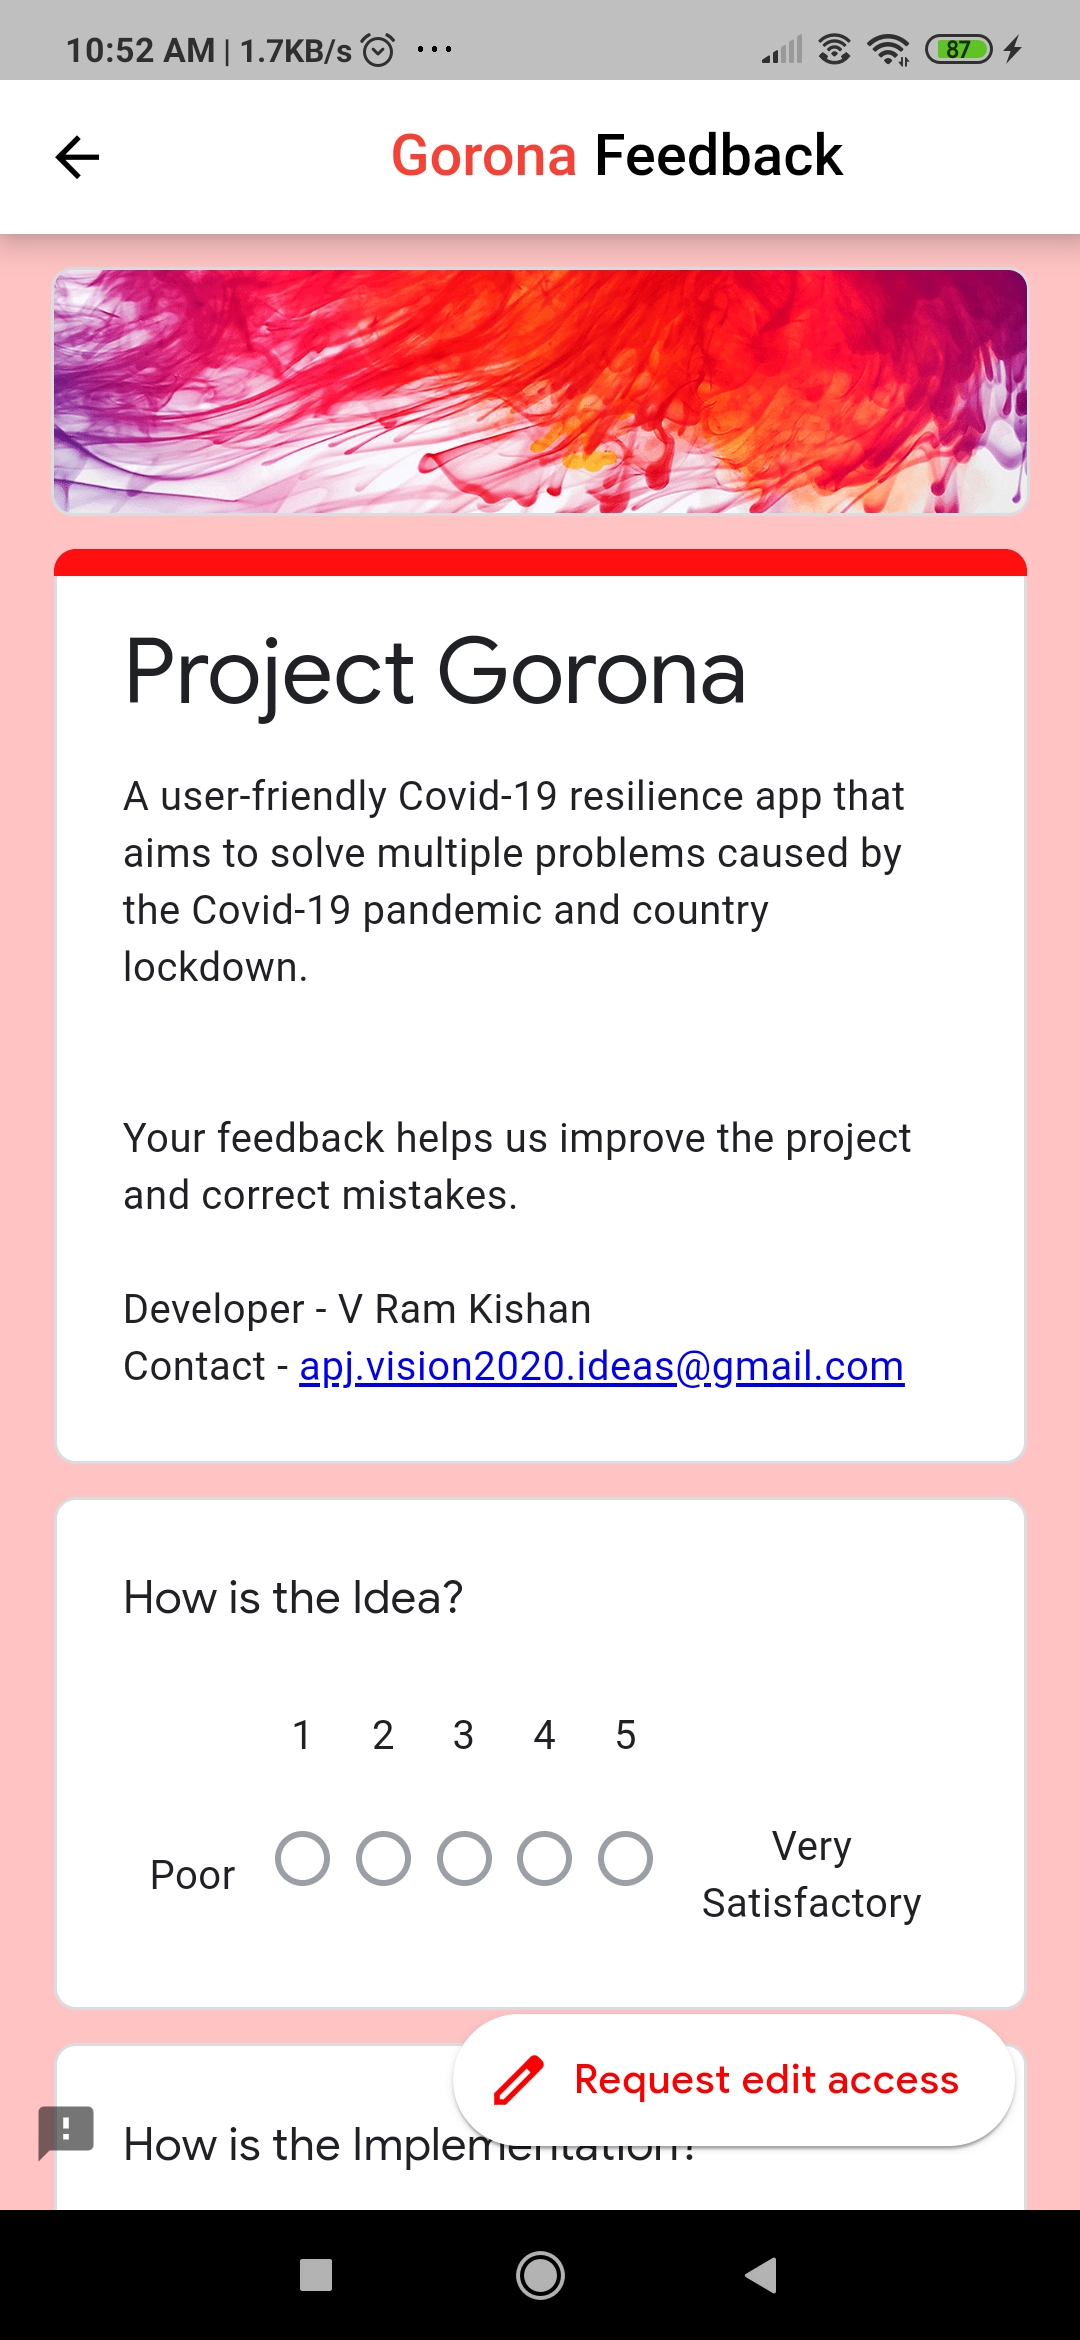 10:52 AM | 1.7KB/s ... 87
Gorona Feedback
Project Gorona
A user-friendly Covid-19 resilience app that
aims to solve multiple problems caused by
the Covid-19 pandemic and country
lockdown.
Your feedback helps us improve the project
and correct mistakes.
Developer - V Ram Kishan
Contact - apj.vision2020.ideas@gmail.com
How is the Idea?
1 2 3 4 5
Poor
Very
Satisfactory
Request edit access
How is the Implementation?